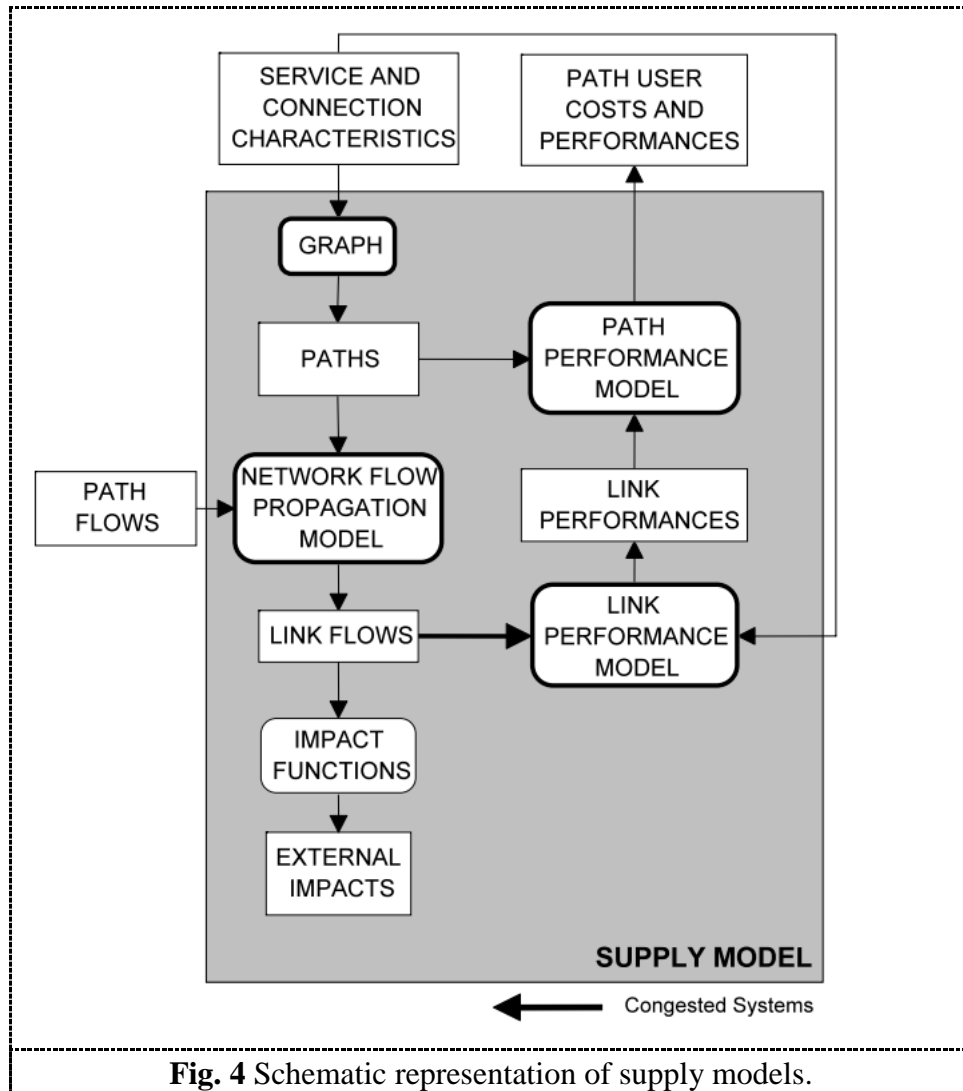 SERVICE AND
CONNECTION
CHARACTERISTICS
PATH USER
COSTS AND
PERFORMANCES
GRAPH
PATHS
PATH
PERFORMANCE
MODEL
PATH
FLOWS
NETWORK FLOW
PROPAGATION
MODEL
LINK
PERFORMANCES
LINK FLOWS
LINK
PERFORMANCE
MODEL
IMPACT
FUNCTIONS
EXTERNAL
IMPACTS
SUPPLY MODEL
Congested Systems
Fig. 4 Schematic representation of supply models.